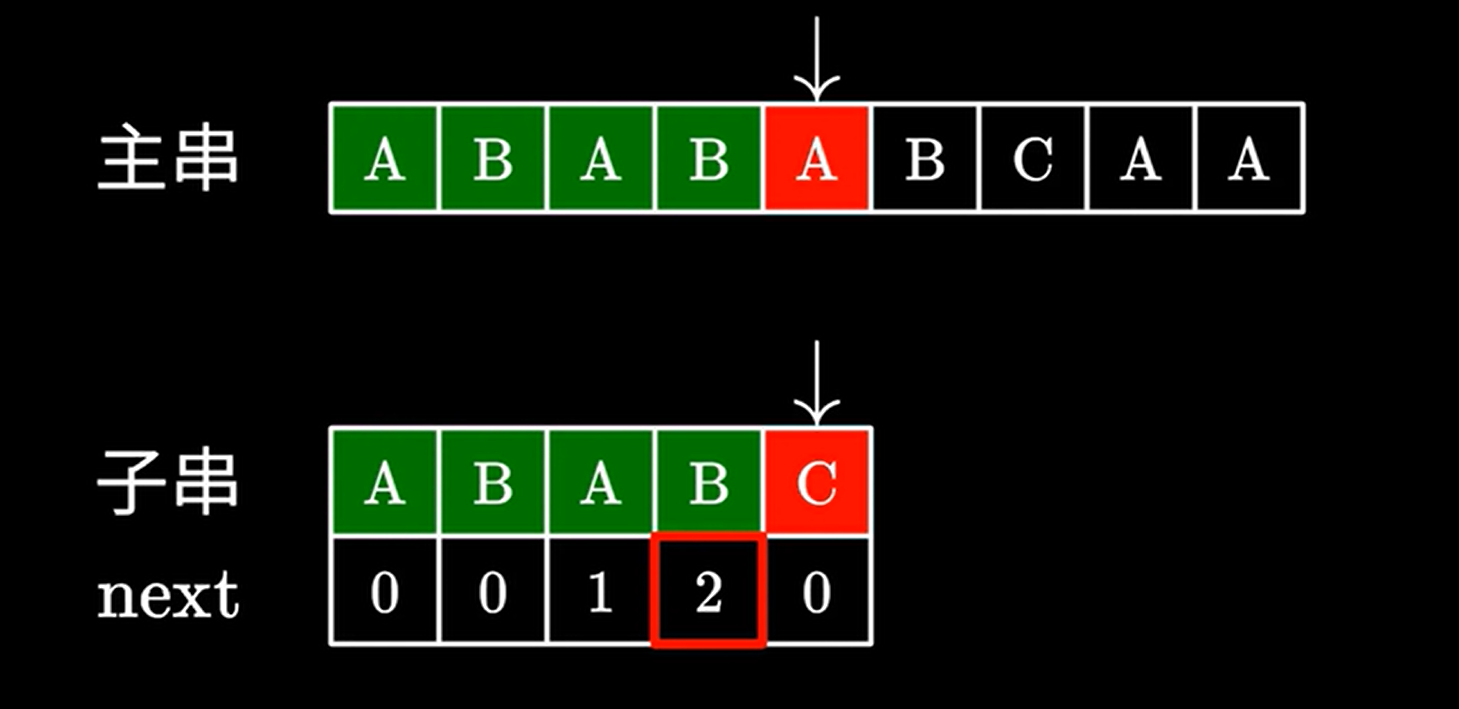 主串 A B A B A B C A A
子串 A B A B C
next 0 0 1 2 0